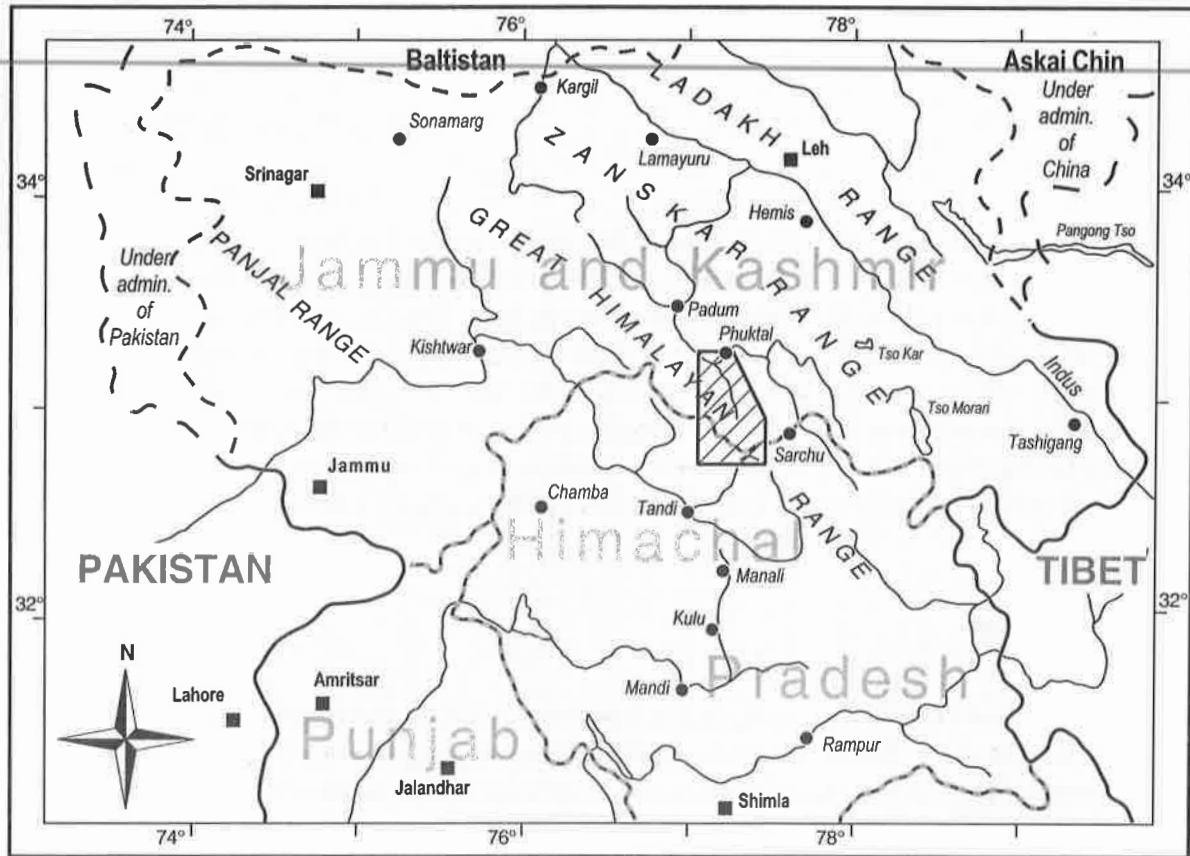 74°
76°
78°
Baltistan
Askai Chin
Kargil
LADAKH RANGE
Under
admin.
of
China
Sonamarg
ZANSKAR RANGE
Lamayuru
Leh
34°
Srinagar
34°
Hemis
GREAT HIMALAYAN RANGE
Pangong Tso
PANJAL RANGE
Under
admin.
of
Pakistan
Jammu and Kashmir
Padum
Kishtwar
Phuktal
Tso Kar
Indus
Tso Morari
Tashigang
Sarchu
Jammu
Chamba
Tandi
Himachal
PAKISTAN
Manali
TIBET
32°
32°
Kulu
N
Mandi
Pradesh
Lahore
Amritsar
Punjab
Rampur
Jalandhar
Shimla
74°
76°
78°